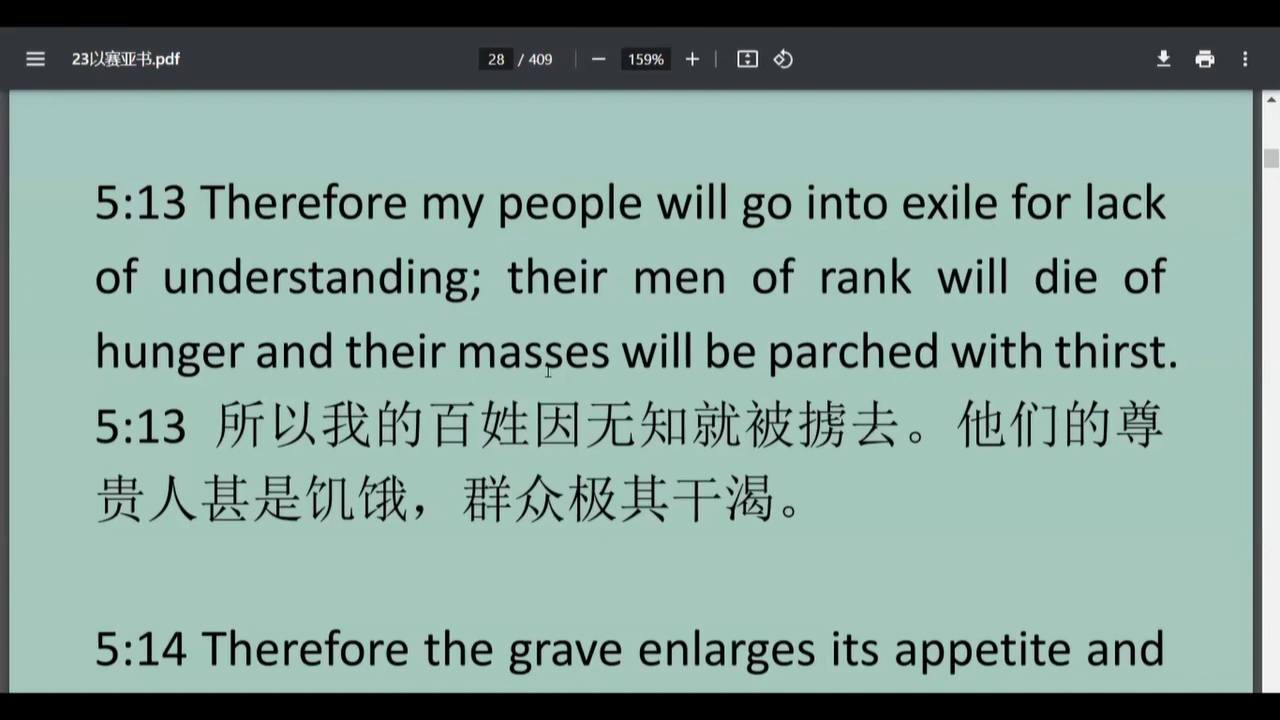 23以赛亚书.pdf
28 / 409
159%
5:13 Therefore my people will go into exile for lack
of understanding; their men of rank will die of
hunger and their masses will be parched with thirst.
5:13 所以我的百姓因无知就被掳去。他们的尊
贵人甚是饥饿，群众极其干渴。
5:14 Therefore the grave enlarges its appetite and